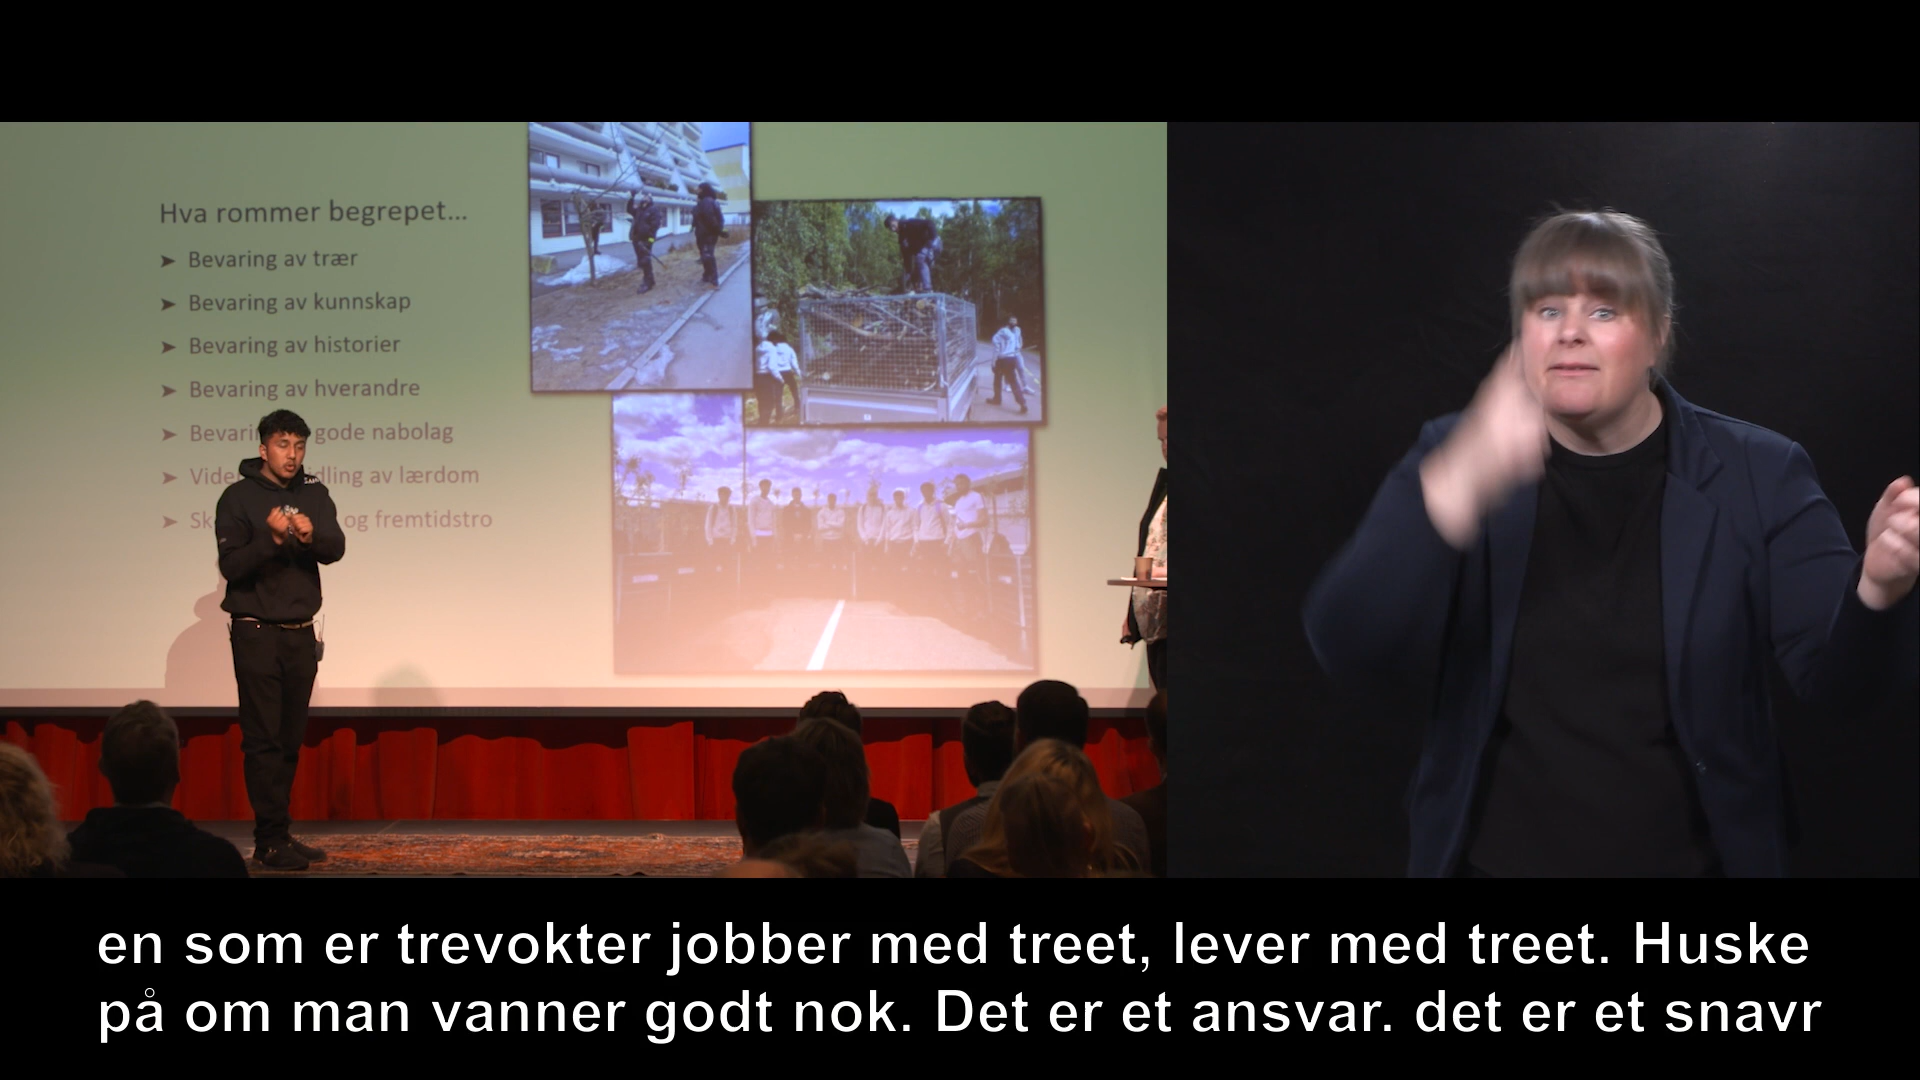 Hva rommer begrepet...
➤ Bevaring av trær
➤ Bevaring av kunnskap
➤ Bevaring av historier
➤ Bevaring av hverandre
➤ gode nabolag
➤ av lærdom
➤ og fremtidstro
en som er trevokter jobber med treet, lever med treet. Huske
på om man vanner godt nok. Det er et ansvar. det er et snavr